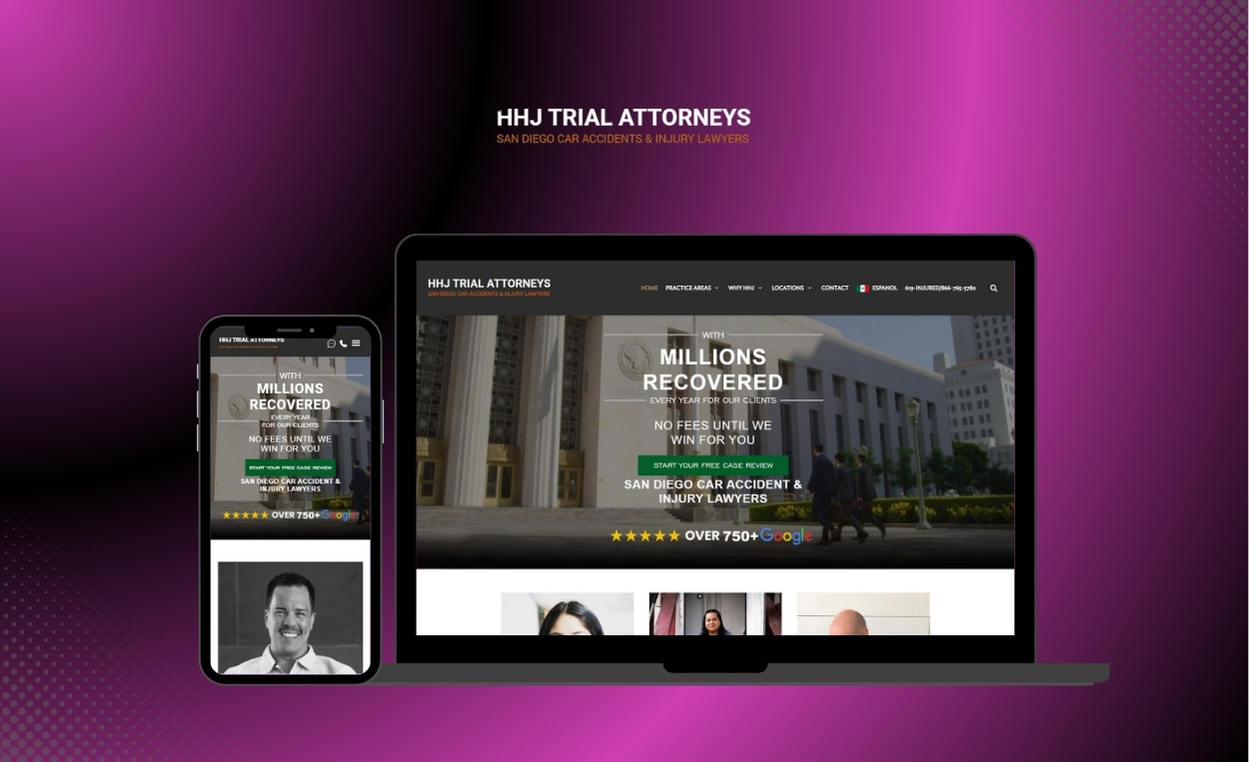 HHJ TRIAL ATTORNEYS
SAN DIEGO CAR ACCIDENTS & INJURY LAWYERS
HHJ TRIAL ATTORNEYS
SAN DIEGO CAR ACCIDENTS & INJURY LAWYERS
HOME PRACTICE AREAS WHY HHJ LOCATIONS CONTACT ESPANOL 619-INJURED/866-765-5780
WITH
MILLIONS
RECOVERED
EVERY YEAR FOR OUR CLIENTS
NO FEES UNTIL WE
WIN FOR YOU
START YOUR FREE CASE REVIEW
SAN DIEGO CAR ACCIDENT &
INJURY LAWYERS
OVER 750+ Google
HHJ TRIAL ATTORNEYS
WITH
MILLIONS
RECOVERED
EVERY YEAR
FOR OUR CLIENTS
NO FEES UNTIL WE
WIN FOR YOU
START YOUR FREE CASE REVIEW
SAN DIEGO CAR ACCIDENT &
INJURY LAWYERS
OVER 750+ Google